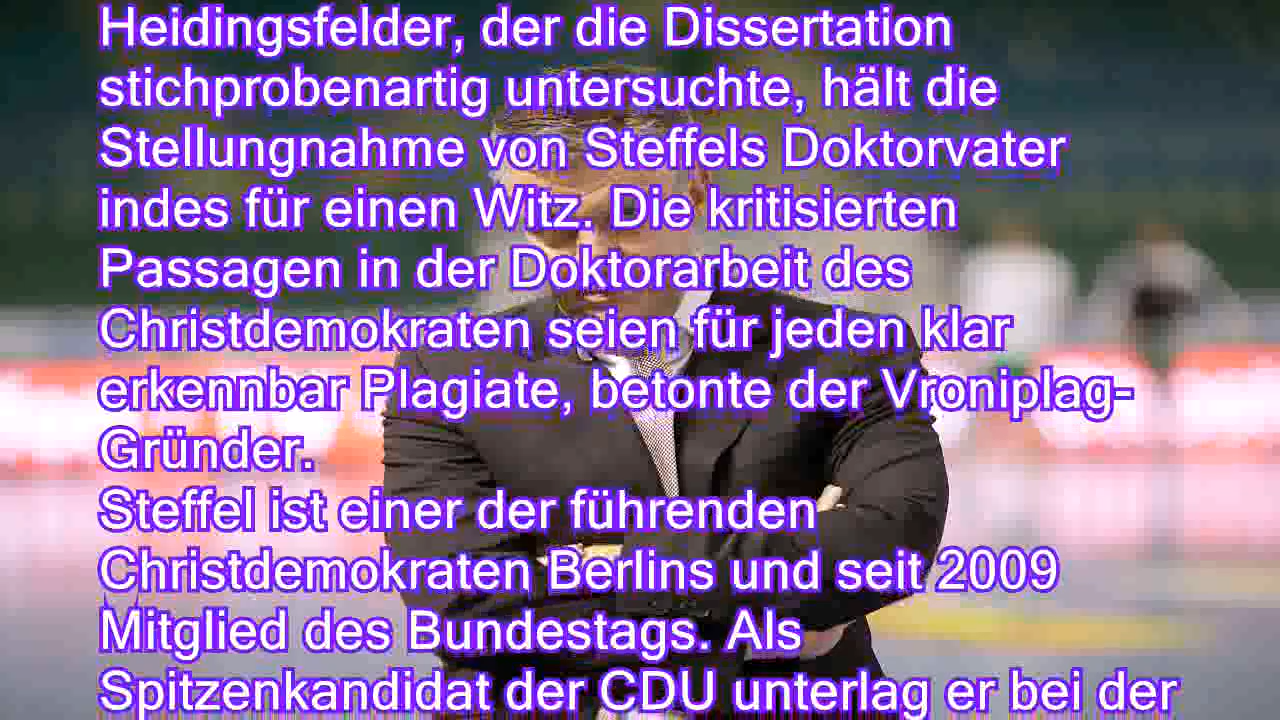 Heidingsfelder, der die Dissertation
stichprobenartig untersuchte, hält die
Stellungnahme von Steffels Doktorvater
indes für einen Witz. Die kritisierten
Passagen in der Doktorarbeit des
Christdemokraten seien für jeden klar
erkennbar Plagiate, betonte der Vroniplag-
Gründer.
Steffel ist einer der führenden
Christdemokraten Berlins und seit 2009
Mitglied des Bundestags. Als
Spitzenkandidat der CDU unterlag er bei der